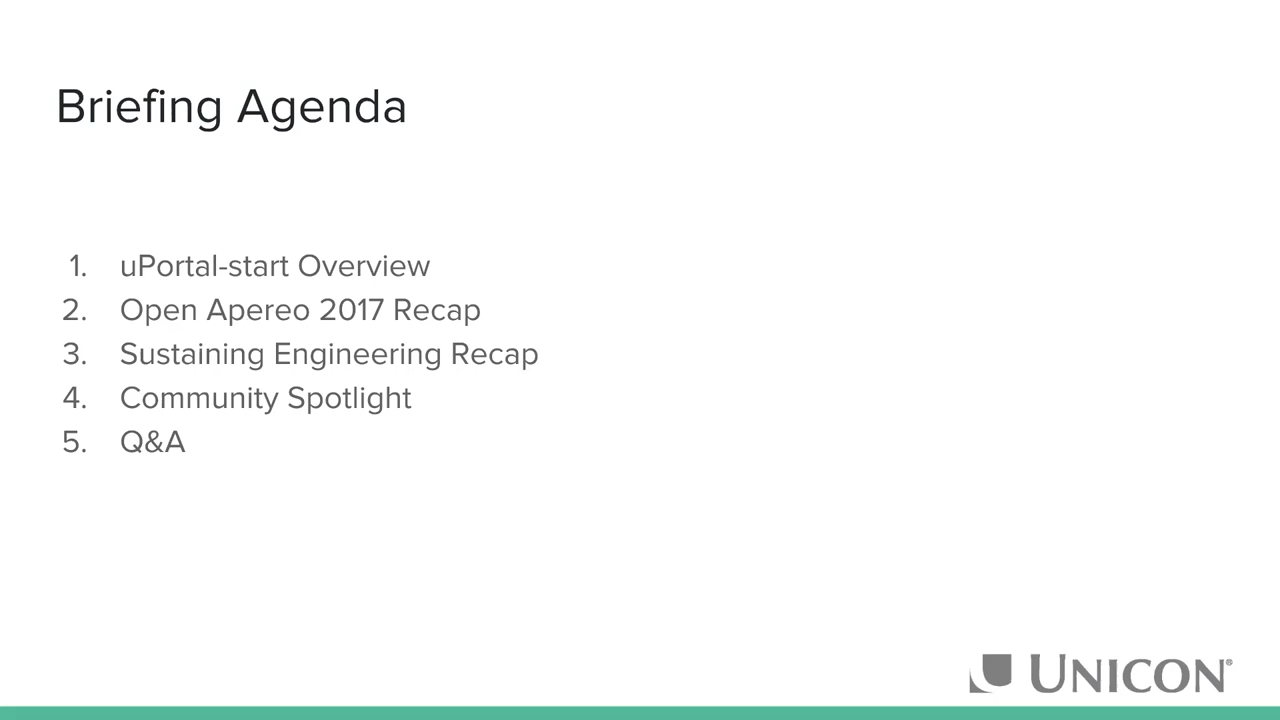 Briefing Agenda
1. uPortal-start Overview
2. Open Apereo 2017 Recap
3. Sustaining Engineering Recap
4. Community Spotlight
5. Q&A
UNICON®